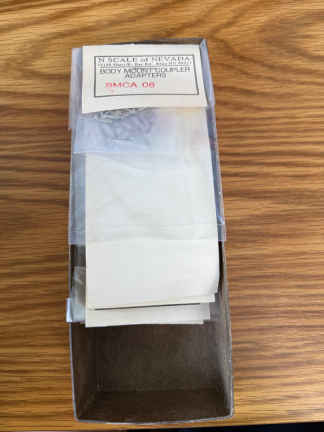 N SCALE of NEVADA
BODY MOUNT COUPLER
ADAPTERS
BMCA 06